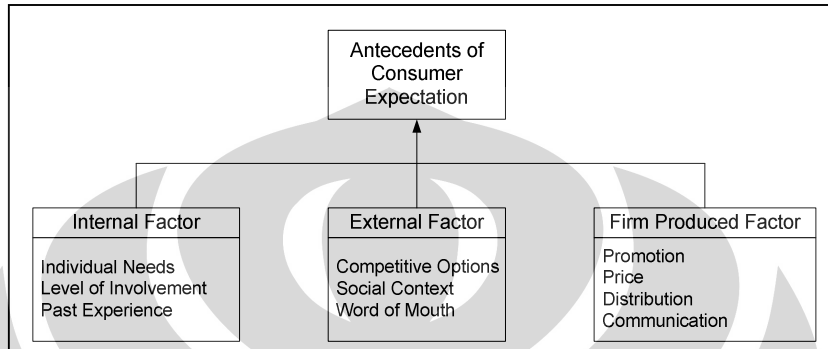 Antecedents of
Consumer
Expectation
Internal Factor
Individual Needs
Level of Involvement
Past Experience
External Factor
Competitive Options
Social Context
Word of Mouth
Firm Produced Factor
Promotion
Price
Distribution
Communication